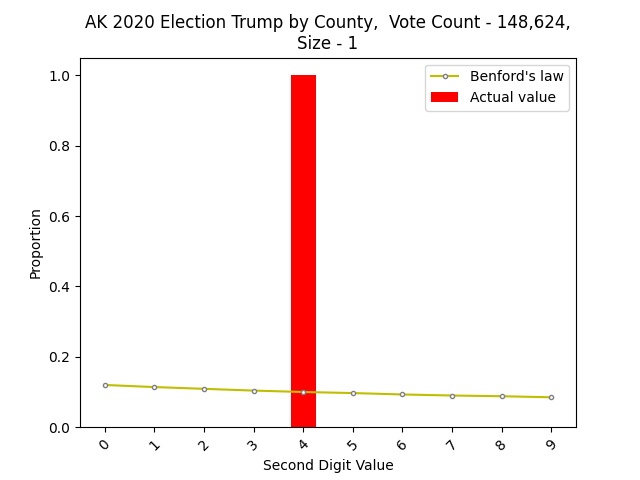 AK 2020 Election Trump by County,  Vote Count - 148,624,
Size - 1
Benford's law
Actual value
1.0
0.8
0.6
0.4
0.2
0.0
Proportion
0 1 2 3 4 5 6 7 8 9
Second Digit Value